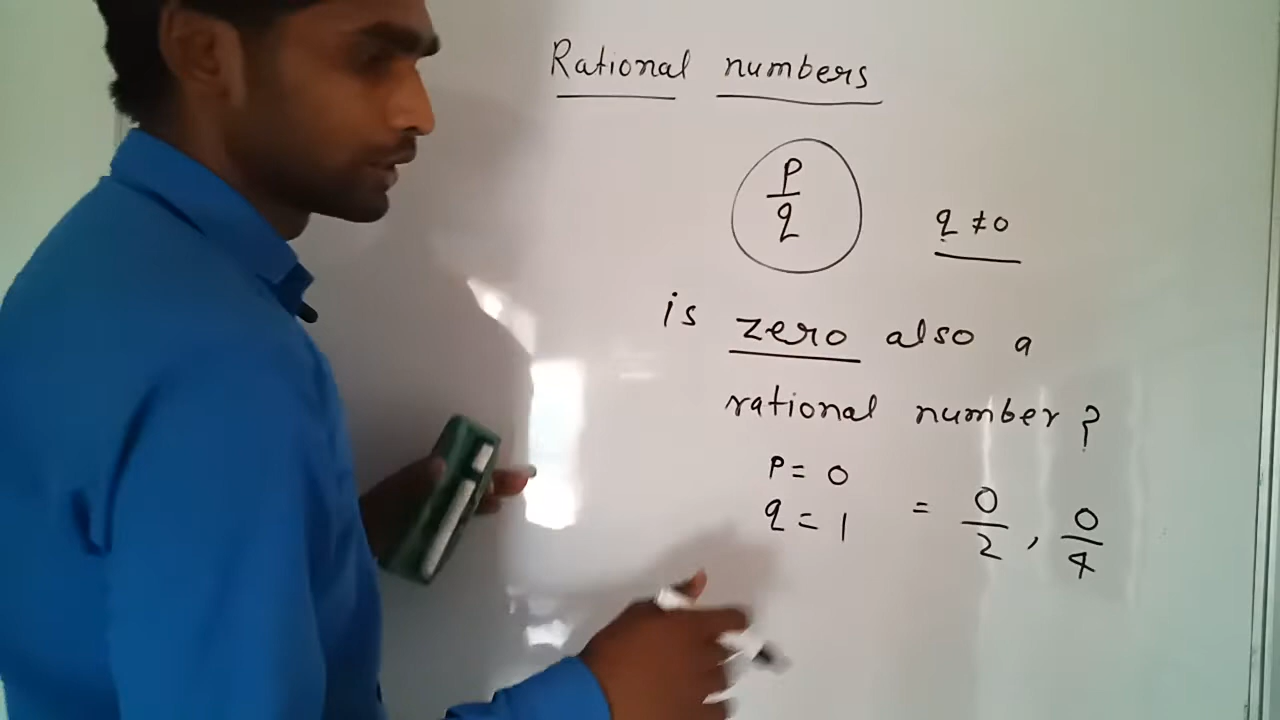 Rational numbers
p/q q ≠ 0
is zero also a
rational number?
P = 0
q = 1 = 0/2, 0/4